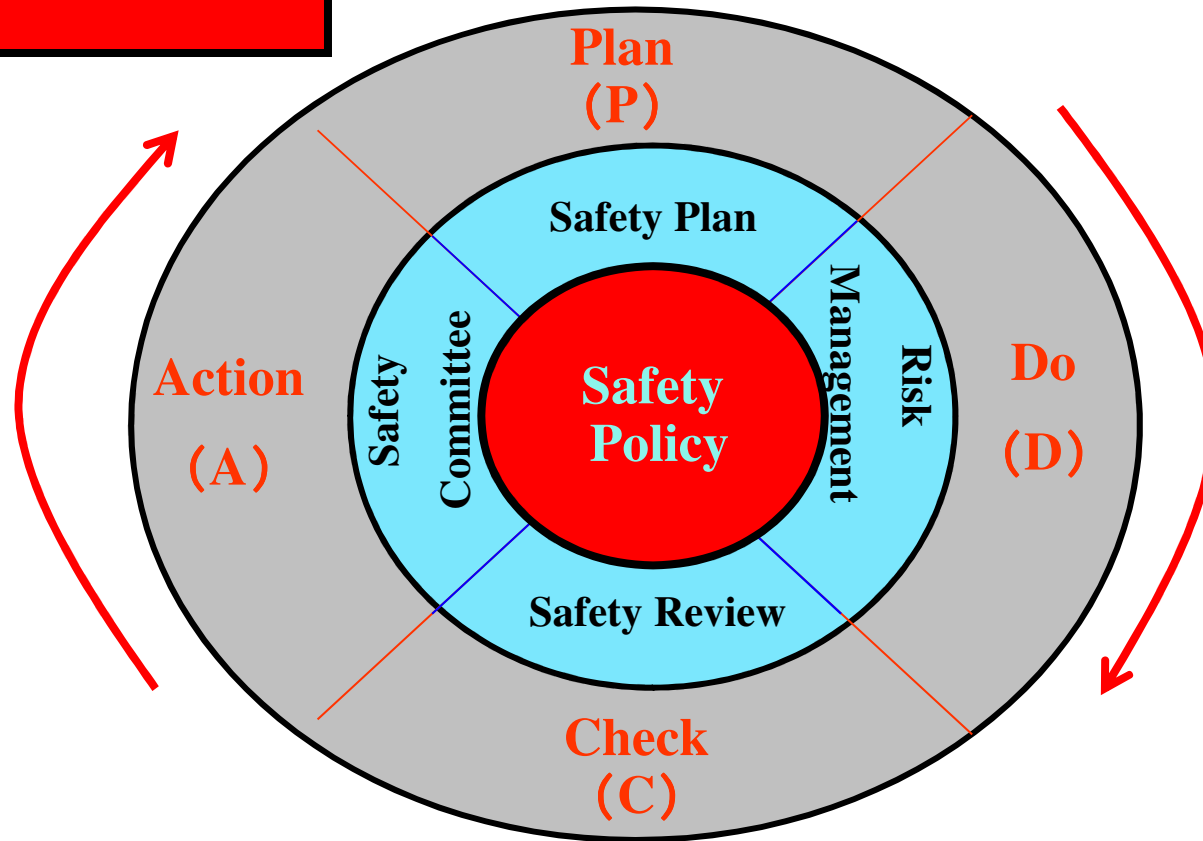 Plan
(P)
Safety Plan
Management
Risk
Do
(D)
Safety
Policy
Safety
Committee
Action
(A)
Safety Review
Check
(C)